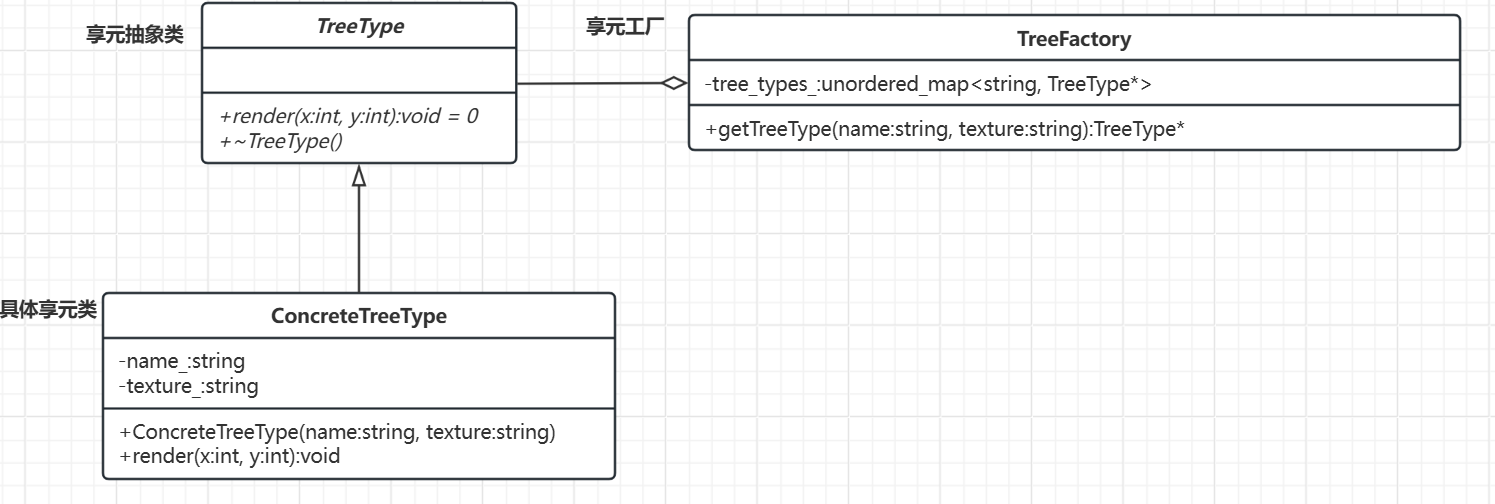 享元抽象类
TreeType
+render(x:int, y:int):void = 0
+~TreeType()
享元工厂
TreeFactory
-tree_types_:unordered_map<string, TreeType*>
+getTreeType(name:string, texture:string):TreeType*
具体享元类
ConcreteTreeType
-name_:string
-texture_:string
+ConcreteTreeType(name:string, texture:string)
+render(x:int, y:int):void